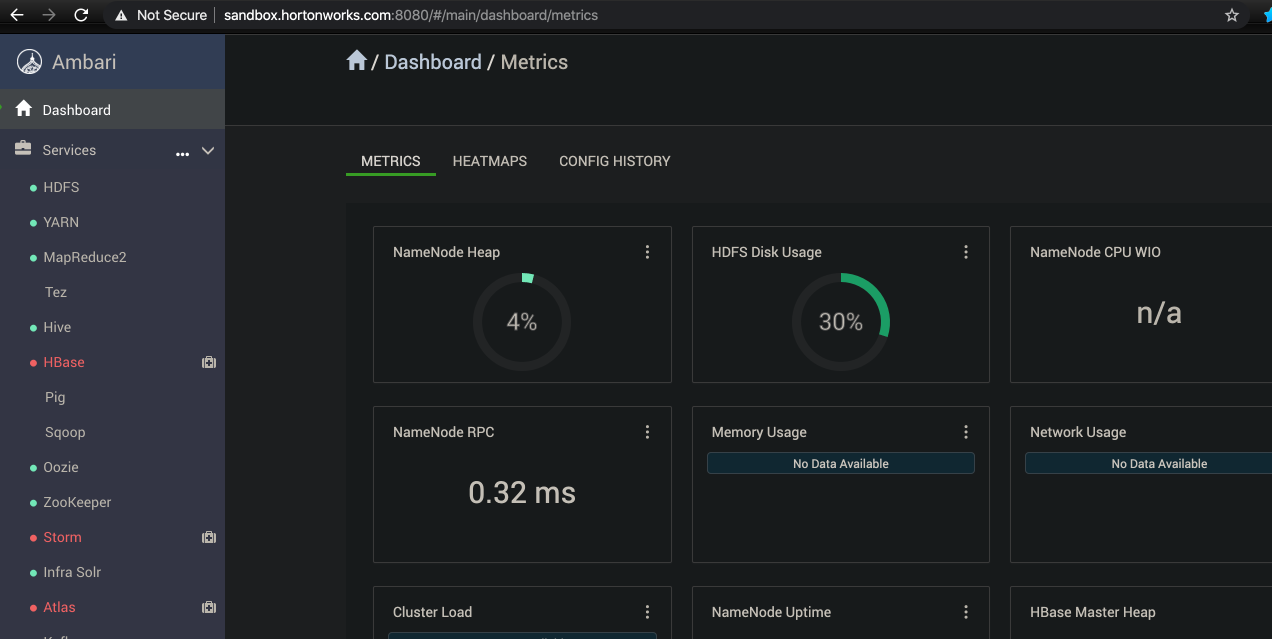 Not Secure sandbox.hortonworks.com:8080/#/main/dashboard/metrics
Ambari
/ Dashboard / Metrics
Dashboard
Services
HDFS
YARN
MapReduce2
Tez
Hive
HBase
Pig
Sqoop
Oozie
ZooKeeper
Storm
Infra Solr
Atlas
METRICS HEATMAPS CONFIG HISTORY
NameNode Heap
4%
HDFS Disk Usage
30%
NameNode CPU WIO
n/a
NameNode RPC
0.32 ms
Memory Usage
No Data Available
Network Usage
No Data Available
Cluster Load
NameNode Uptime
HBase Master Heap